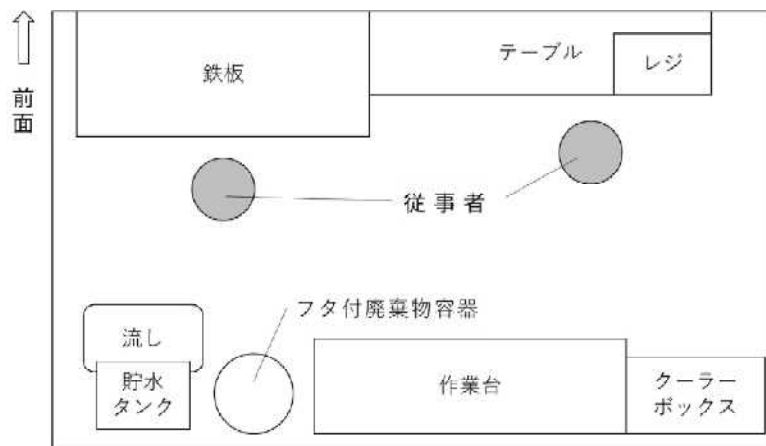 前面
鉄板
テーブル
レジ
従事者
フタ付廃棄物容器
流し
貯水
タンク
作業台
クーラー
ボックス